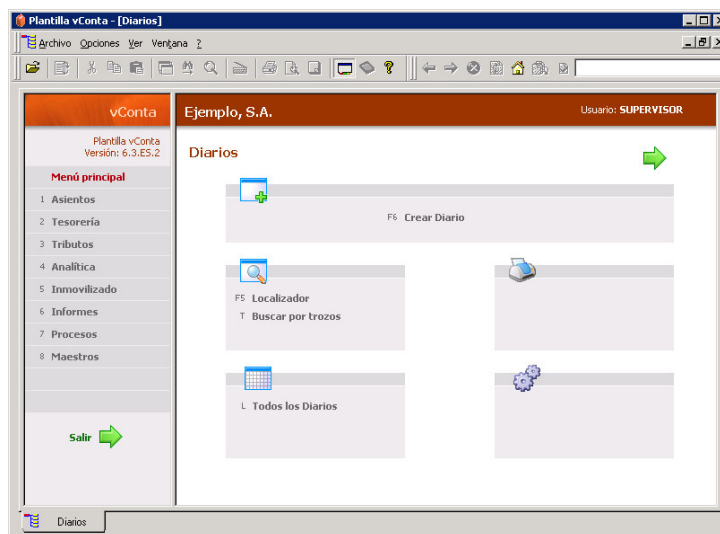 Plantilla vConta - [Diarios]
Archivo Opciones Ver Ventana ?
vConta
Ejemplo, S.A.
Usuario: SUPERVISOR
Plantilla vConta
Versión: 6.3.ES.2
Diarios
Menú principal
1 Asientos
2 Tesorería
3 Tributos
4 Analítica
5 Inmovilizado
6 Informes
7 Procesos
8 Maestros
F6 Crear Diario
F5 Localizador
T Buscar por trozos
L Todos los Diarios
Salir
Diarios